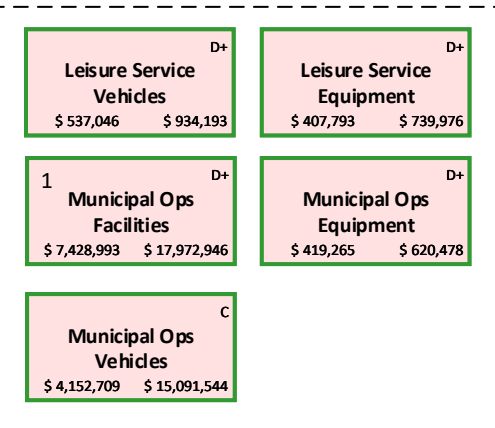 D+
Leisure Service
Vehicles
$ 537,046 $ 934,193
D+
Leisure Service
Equipment
$ 407,793 $ 739,976
1 D+
Municipal Ops
Facilities
$ 7,428,993 $ 17,972,946
D+
Municipal Ops
Equipment
$ 419,265 $ 620,478
C
Municipal Ops
Vehicles
$ 4,152,709 $ 15,091,544